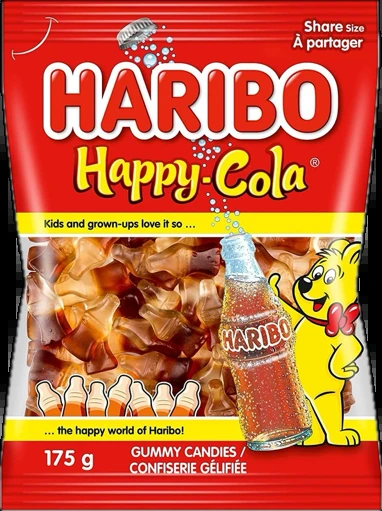 Share Size
À partager
HARIBO
Happy-Cola®
Kids and grown-ups love it so ...
HARIBO
... the happy world of Haribo!
175 g
GUMMY CANDIES /
CONFISERIE GÉLIFIÉE